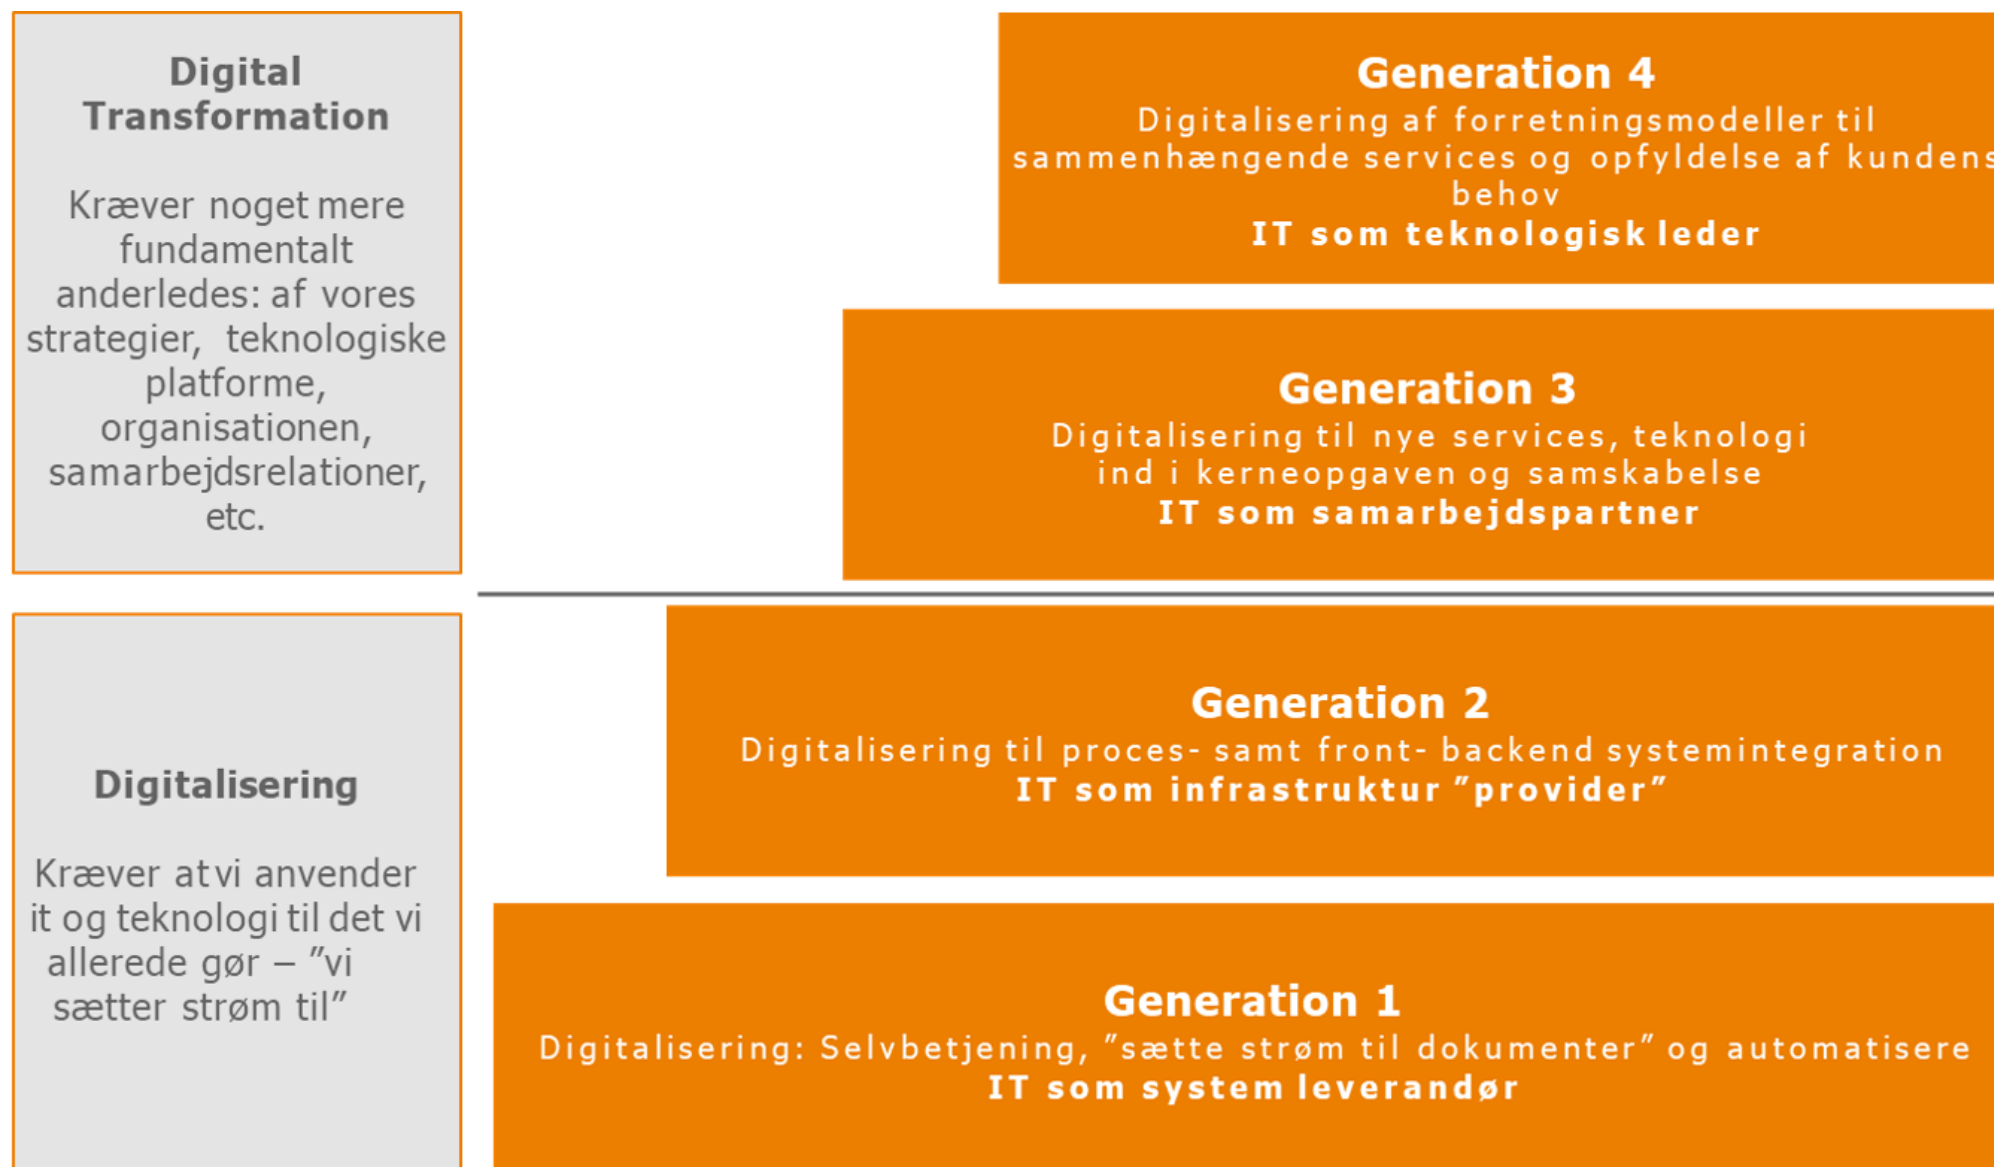 Digital
Transformation
Kræver noget mere
fundamentalt
anderledes: af vores
strategier, teknologiske
platforme,
organisationen,
samarbejdsrelationer,
etc.
Generation 4
Digitalisering af forretningsmodeller til
sammenhængende services og opfyldelse af kundens
behov
IT som teknologisk leder
Generation 3
Digitalisering til nye services, teknologi
ind i kerneopgaven og samskabelse
IT som samarbejdspartner
Digitalisering
Kræver at vi anvender
it og teknologi til det vi
allerede gør – ”vi
sætter strøm til”
Generation 2
Digitalisering til proces- samt front- backend systemintegration
IT som infrastruktur ”provider”
Generation 1
Digitalisering: Selvbetjening, ”sætte strøm til dokumenter” og automatisere
IT som system leverandør